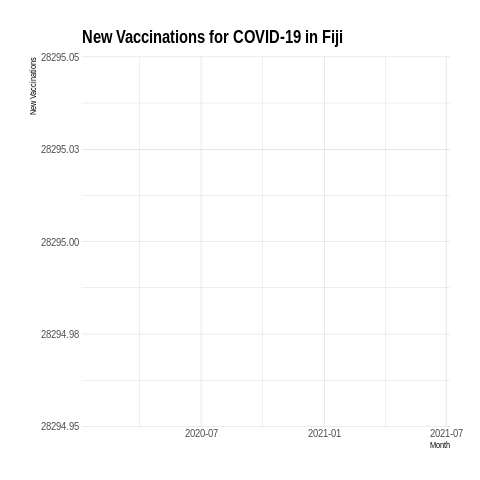 New Vaccinations for COVID-19 in Fiji
28295.05
New Vaccinations
28295.03
28295.00
28294.98
28294.95
2020-07 2021-01 2021-07
Month